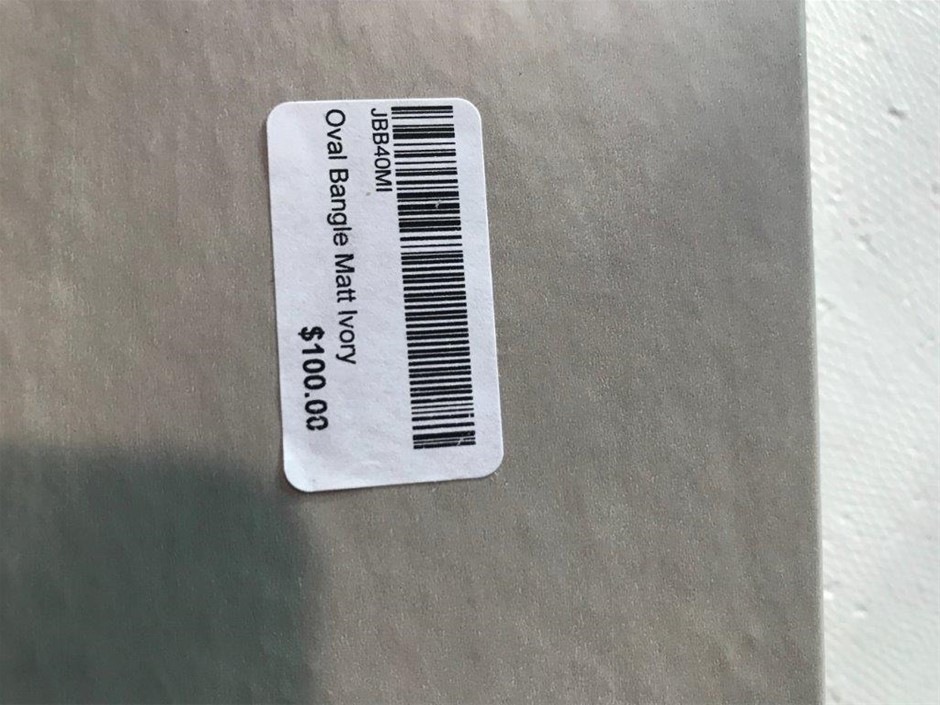 JBB40MI
Oval Bangle Matt Ivory
$100.00